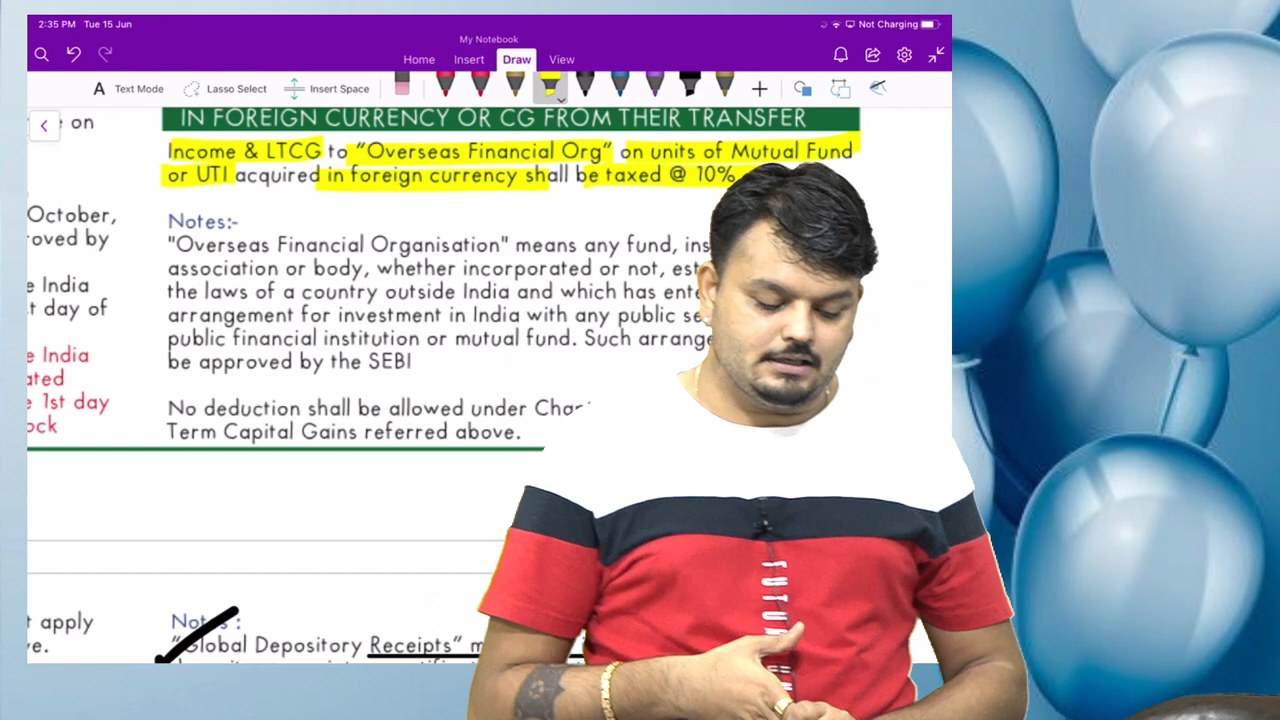 2:35 PM Tue 15 Jun
Not Charging
My Notebook
Home Insert Draw View
A Text Mode Lasso Select Insert Space
on
October,
oved by
India
t day of
India
ated
1st day
ock
IN FOREIGN CURRENCY OR CG FROM THEIR TRANSFER
Income & LTCG to “Overseas Financial Org” on units of Mutual Fund
or UTI acquired in foreign currency shall be taxed @ 10%
Notes:-
"Overseas Financial Organisation" means any fund, ins
association or body, whether incorporated or not, est
the laws of a country outside India and which has ente
arrangement for investment in India with any public se
public financial institution or mutual fund. Such arrange
be approved by the SEBI
No deduction shall be allowed under Cha
Term Capital Gains referred above.
t apply
e.
Notes :
“Global Depository Receipts” m
FUTU